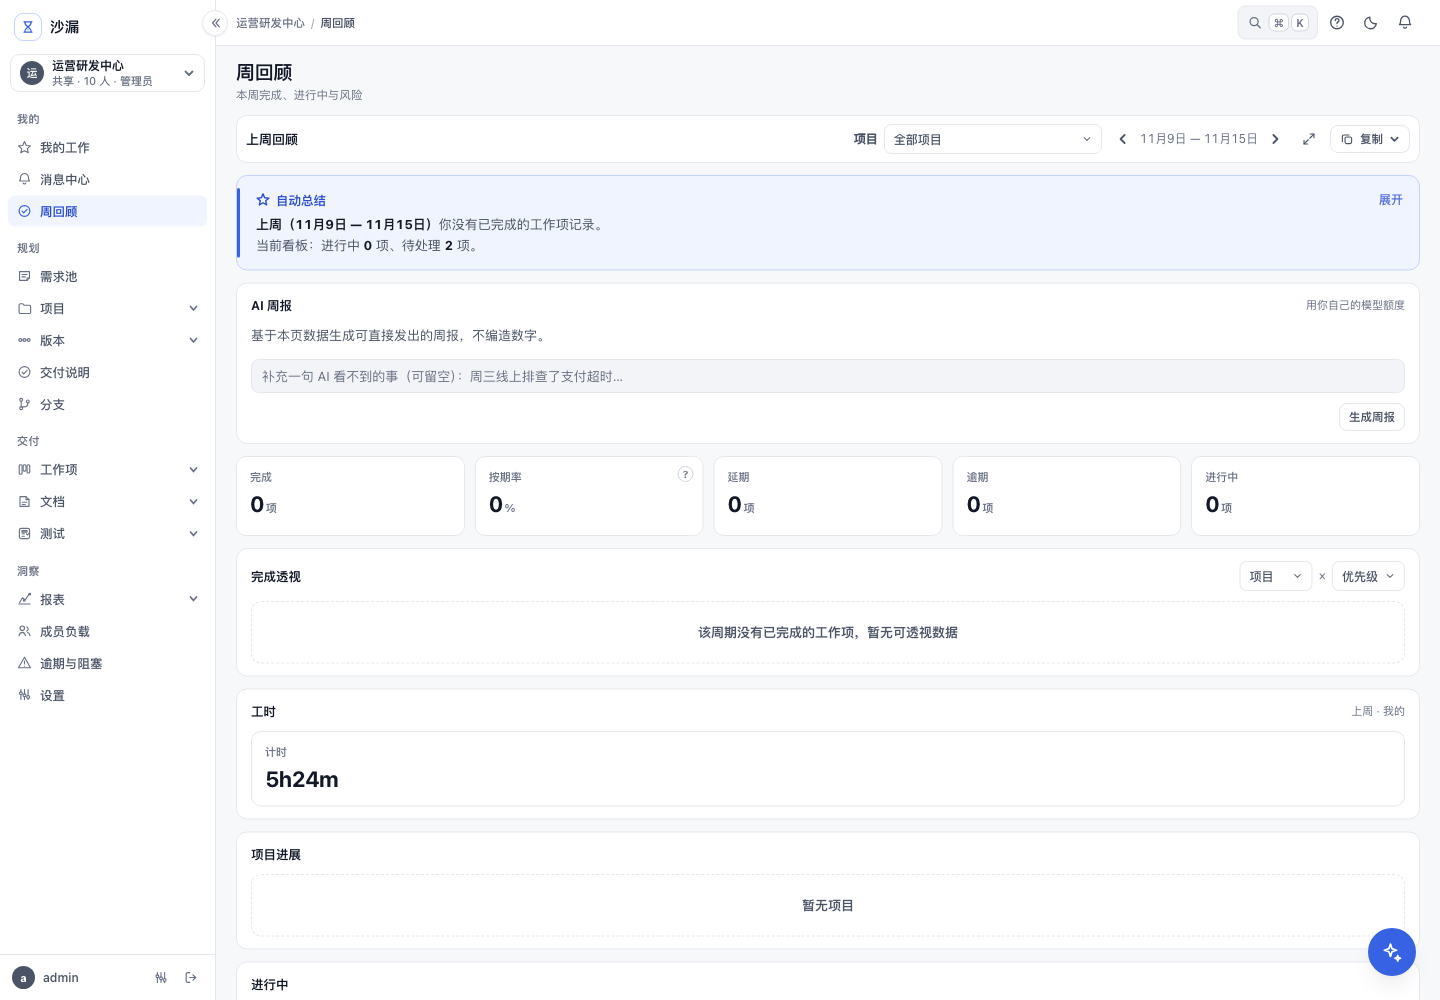 沙漏
运
运营研发中心
共享 · 10 人 · 管理员
我的
我的工作
消息中心
周回顾
规划
需求池
项目
版本
交付说明
分支
交付
工作项
文档
测试
洞察
报表
成员负载
逾期与阻塞
设置
a admin
运营研发中心 / 周回顾
⌘ K
周回顾
本周完成、进行中与风险
上周回顾
项目 全部项目
11月9日 — 11月15日
复制
自动总结
展开
上周（11月9日 — 11月15日）你没有已完成的工作项记录。
当前看板：进行中 0 项、待处理 2 项。
AI 周报
用你自己的模型额度
基于本页数据生成可直接发出的周报，不编造数字。
补充一句 AI 看不到的事（可留空）：周三线上排查了支付超时...
生成周报
完成
0 项
按期率 ?
0 %
延期
0 项
逾期
0 项
进行中
0 项
完成透视
项目 × 优先级
该周期没有已完成的工作项，暂无可透视数据
工时
上周 · 我的
计时
5h24m
项目进展
暂无项目
进行中